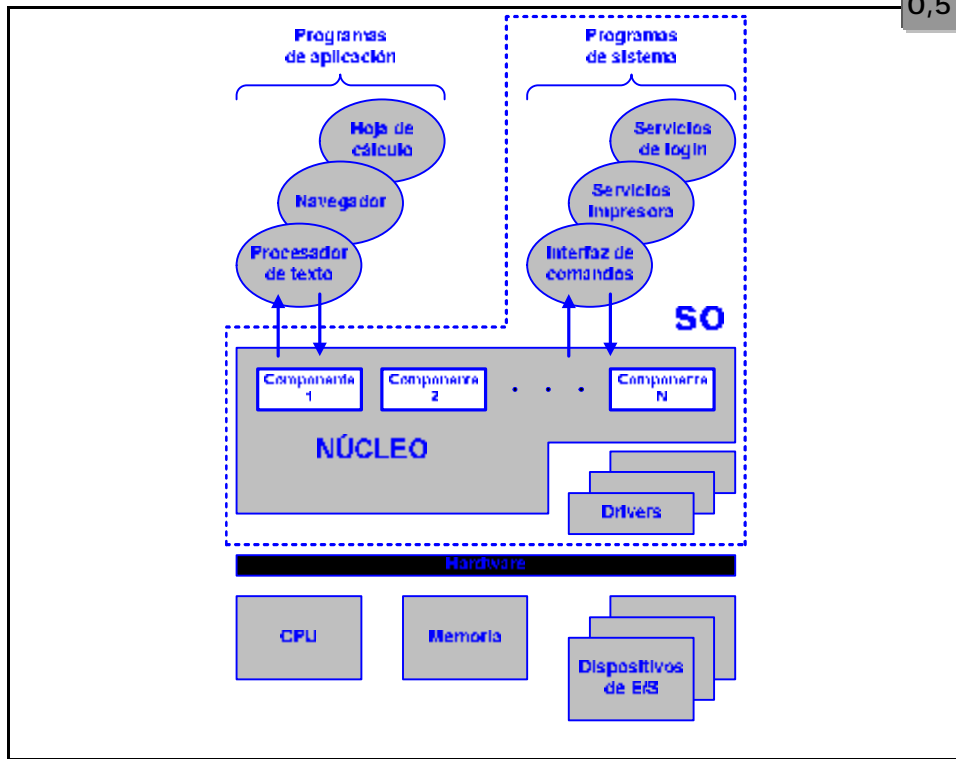 0,5
Programas
de aplicación
Programas
de sistema
Hoja de
cálculo
Navegador
Procesador
de texto
Servicios
de login
Servicios
Impresora
Interfaz de
comandos
SO
Componente
1
Componente
2
. . .
Componente
N
NÚCLEO
Drivers
Hardware
CPU
Memoria
Dispositivos
de E/S